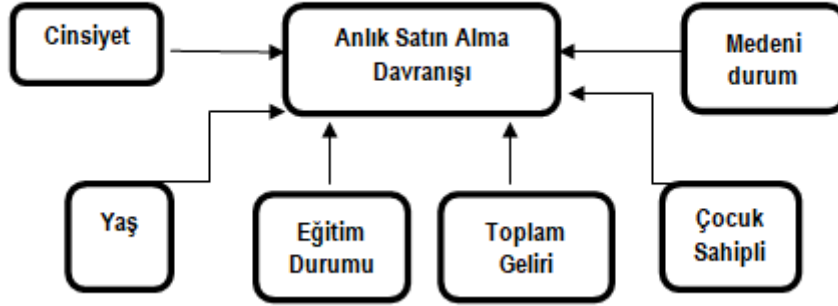 Cinsiyet
Anlık Satın Alma
Davranışı
Medeni
durum
Yaş
Eğitim
Durumu
Toplam
Geliri
Çocuk
Sahipli